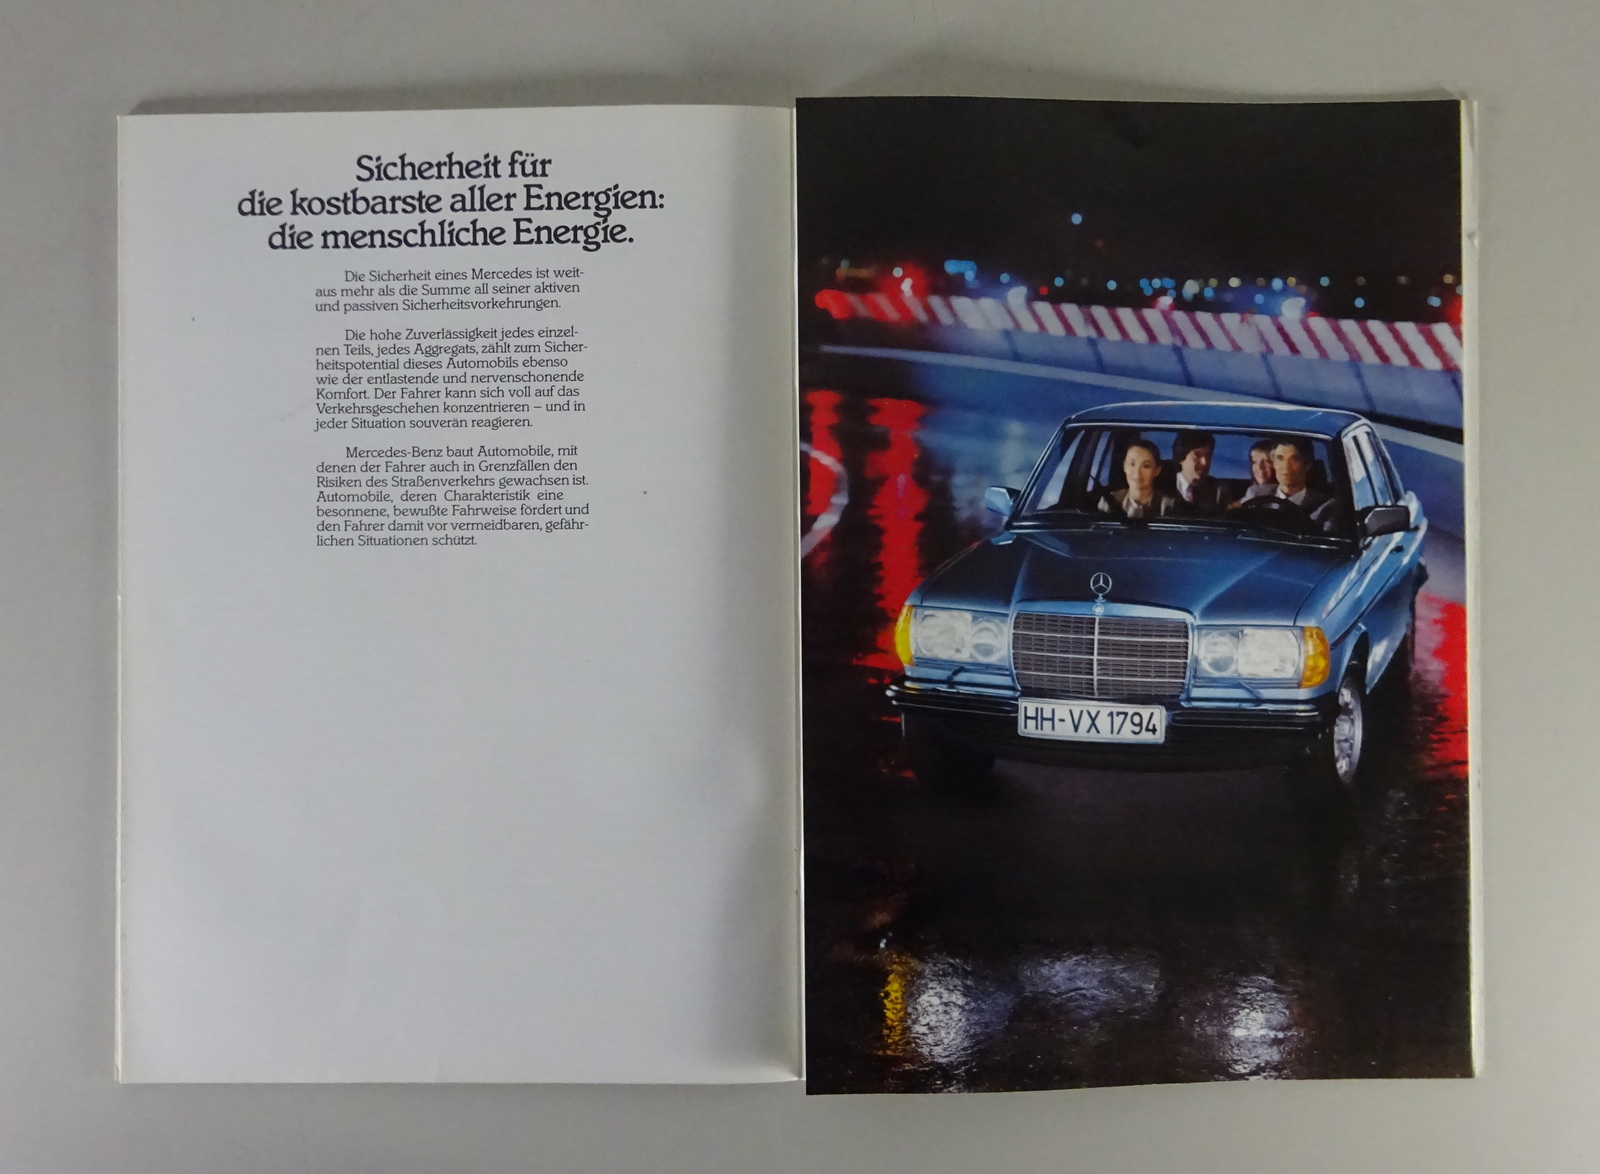 Sicherheit für
die kostbarste aller Energien:
die menschliche Energie.
Die Sicherheit eines Mercedes ist weit-
aus mehr als die Summe all seiner aktiven
und passiven Sicherheitsvorkehrungen.
Die hohe Zuverlässigkeit jedes einzel-
nen Teils, jedes Aggregats, zählt zum Sicher-
heitspotential dieses Automobils ebenso
wie der entlastende und nervenschonende
Komfort. Der Fahrer kann sich voll auf das
Verkehrsgeschehen konzentrieren – und in
jeder Situation souverän reagieren.
Mercedes-Benz baut Automobile, mit
denen der Fahrer auch in Grenzfällen den
Risiken des Straßenverkehrs gewachsen ist.
Automobile, deren Charakteristik eine
besonnene, bewußte Fahrweise fördert und
den Fahrer damit vor vermeidbaren, gefähr-
lichen Situationen schützt.
HH-VX 1794